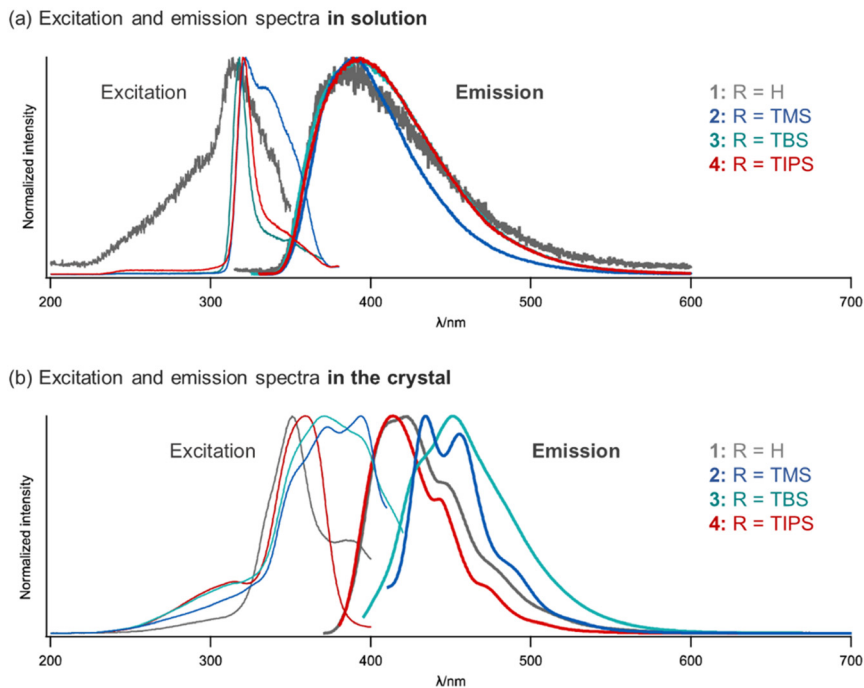 (a) Excitation and emission spectra in solution
Excitation
Emission
1: R = H
2: R = TMS
3: R = TBS
4: R = TIPS
Normalized intensity
200 300 400 500 600 700
λ/nm
(b) Excitation and emission spectra in the crystal
Excitation
Emission
1: R = H
2: R = TMS
3: R = TBS
4: R = TIPS
Normalized intensity
200 300 400 500 600 700
λ/nm